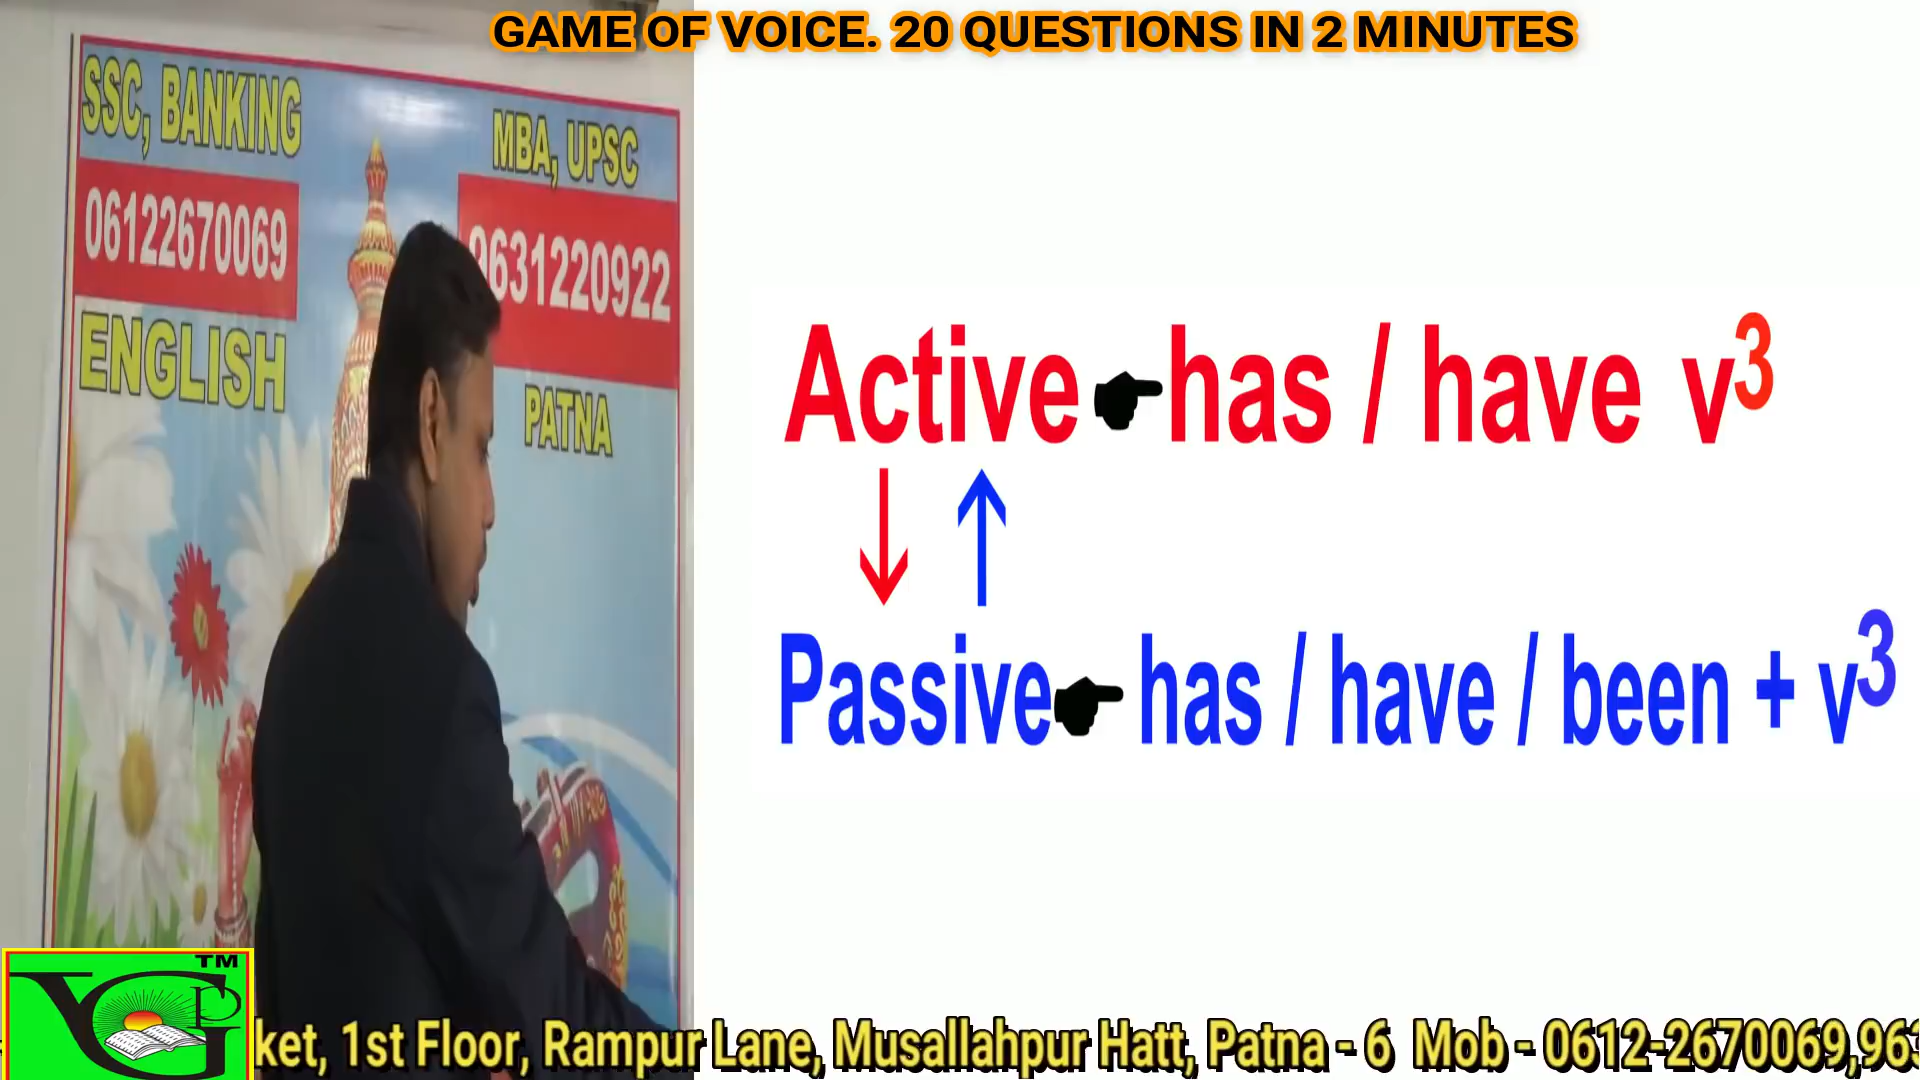 GAME OF VOICE. 20 QUESTIONS IN 2 MINUTES
SSC, BANKING
06122670069
ENGLISH
MBA, UPSC
9631220922
PATNA
Active has / have v³
Passive has / have / been + v³
TM
ket, 1st Floor, Rampur Lane, Musallahpur Hatt, Patna - 6 Mob - 0612-2670069,963